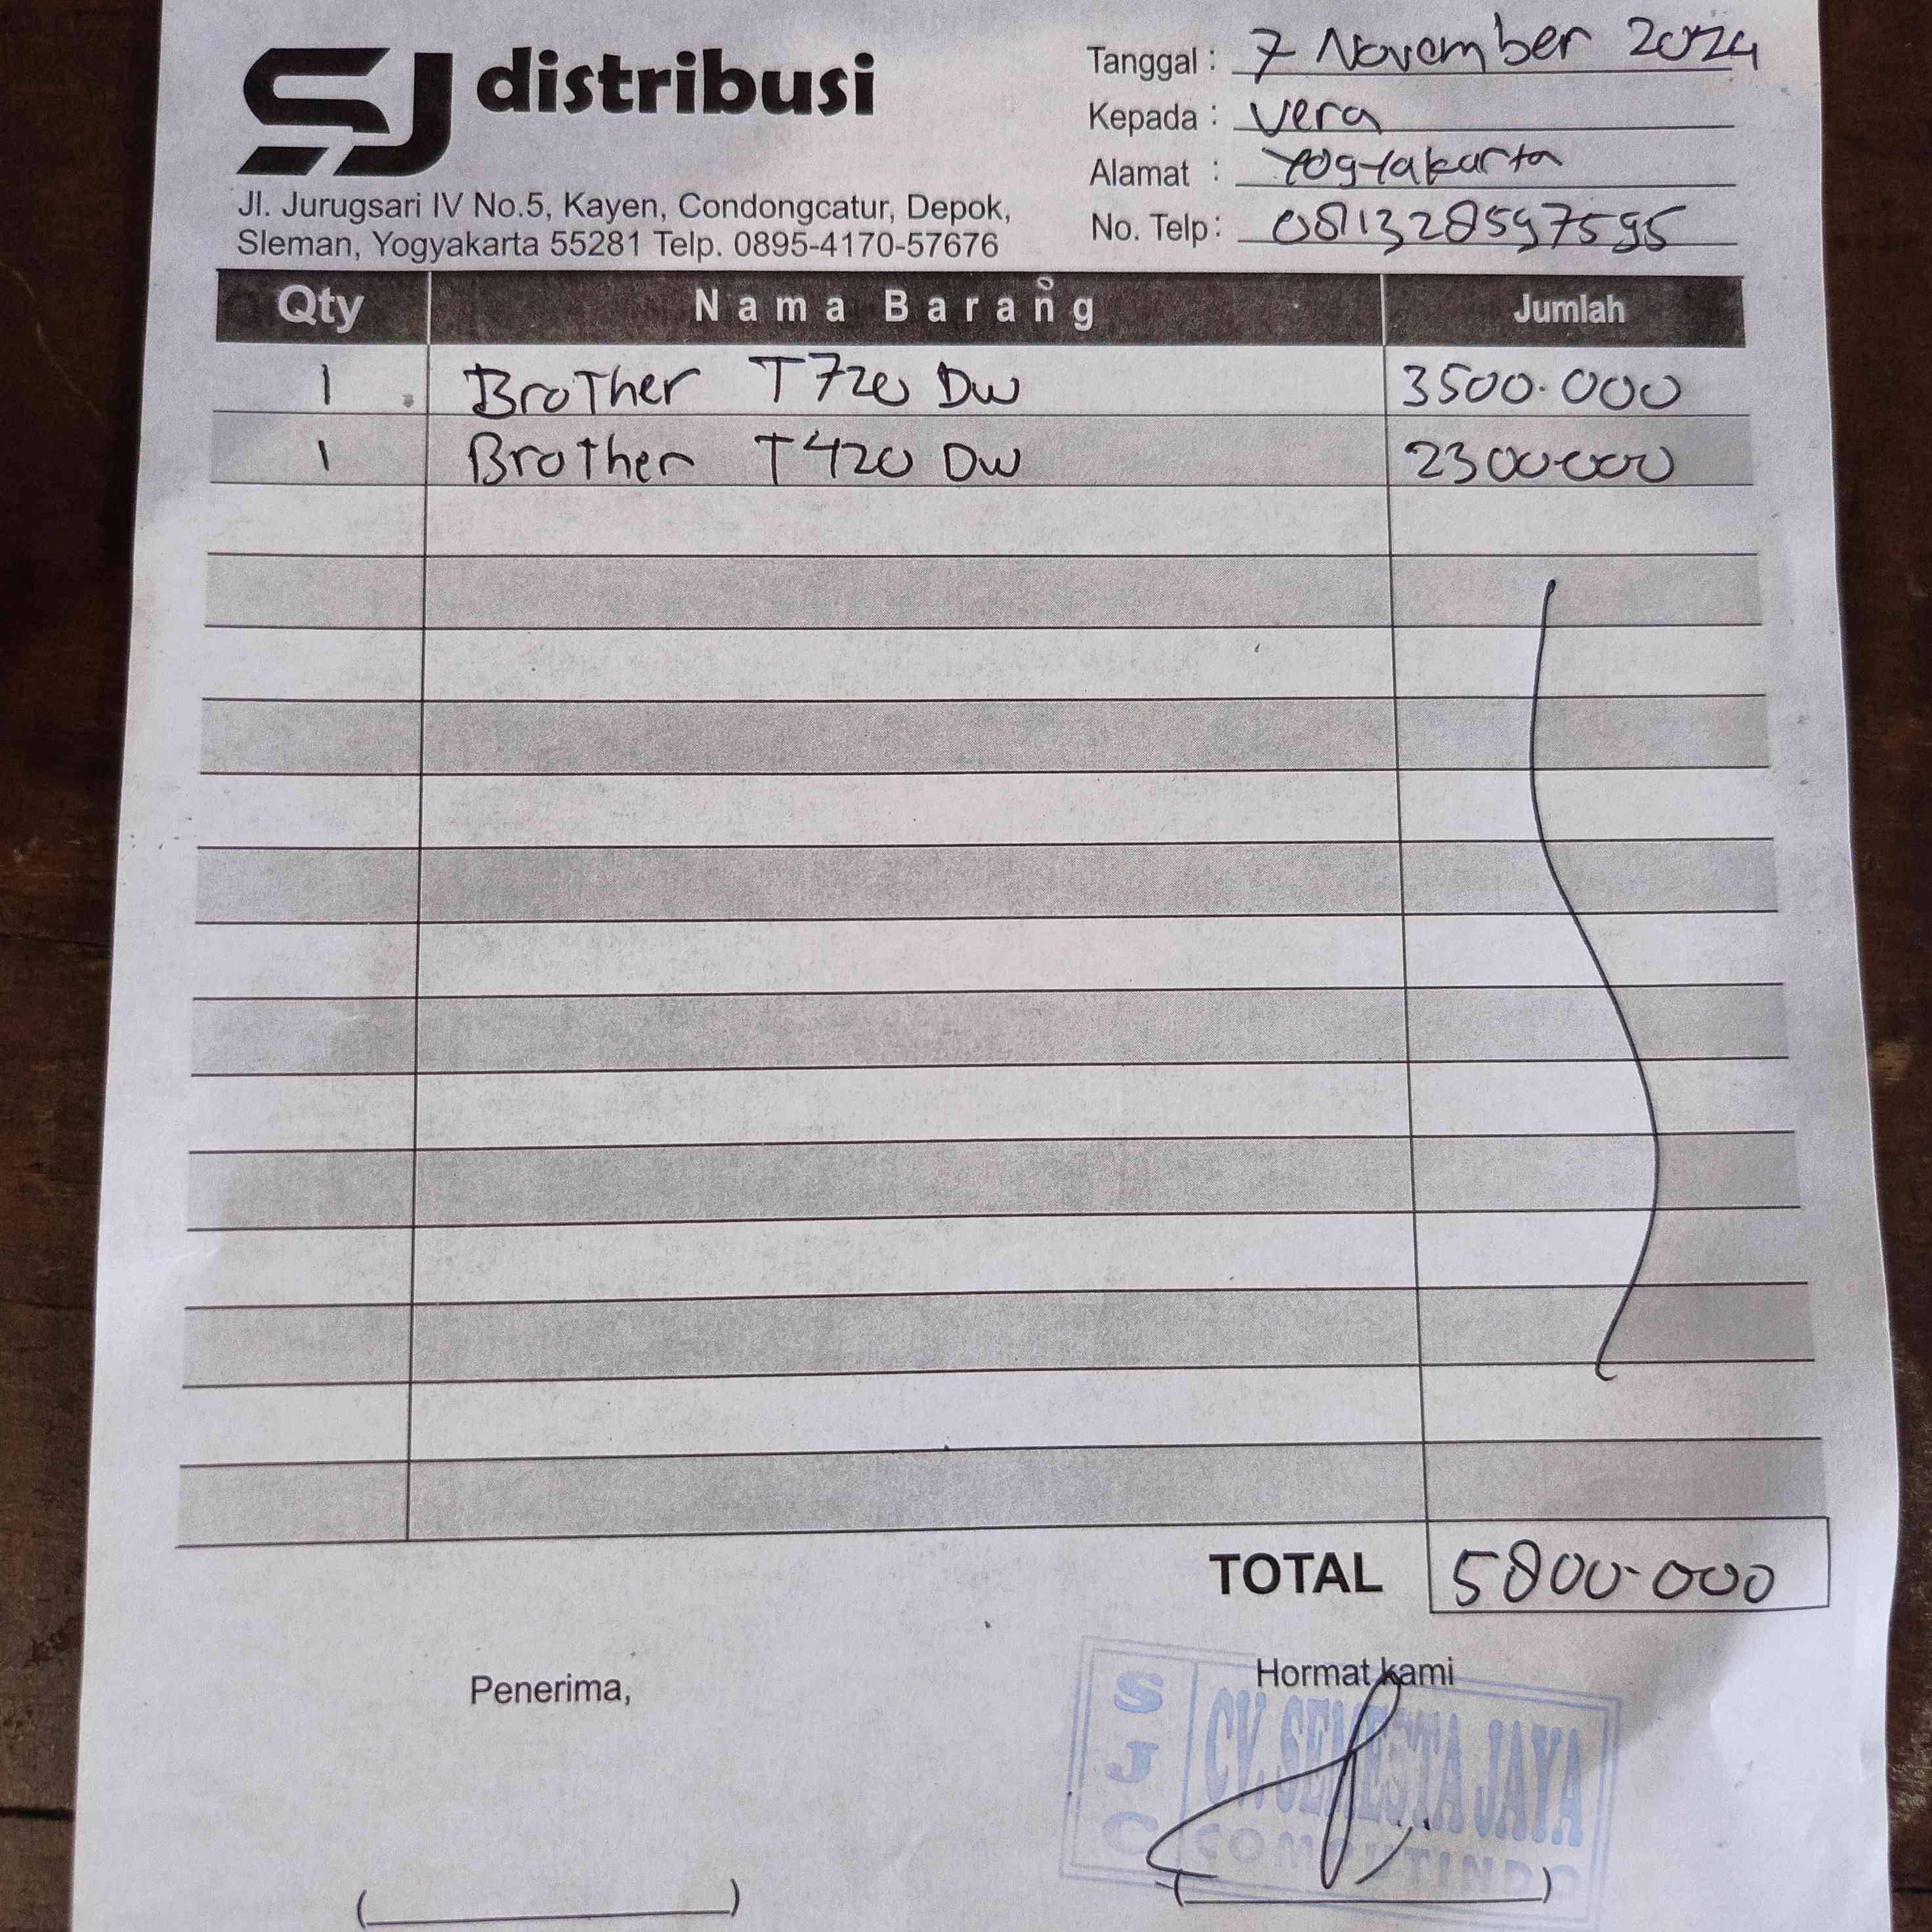 SJ distribusi
Jl. Jurugsari IV No.5, Kayen, Condongcatur, Depok,
Sleman, Yogyakarta 55281 Telp. 0895-4170-57676
Tanggal : 7 November 2024
Kepada : Vera
Alamat : Yogyakarta
No. Telp : 081328597595
Qty Nama Barang Jumlah
1 Brother T720 DW 3500.000
1 Brother T420 DW 2300000
TOTAL 5800.000
Penerima,
Hormat kami
SJC
CV. SEMESTA JAYA
COMPUTINDO